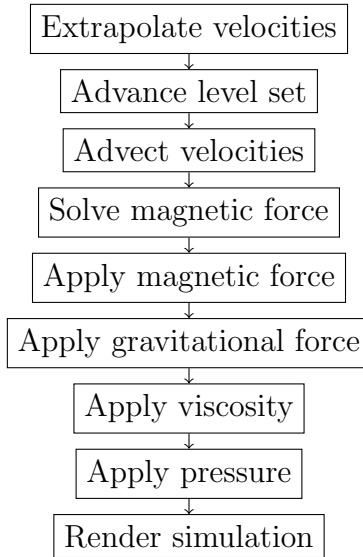 Extrapolate velocities
Advance level set
Advect velocities
Solve magnetic force
Apply magnetic force
Apply gravitational force
Apply viscosity
Apply pressure
Render simulation